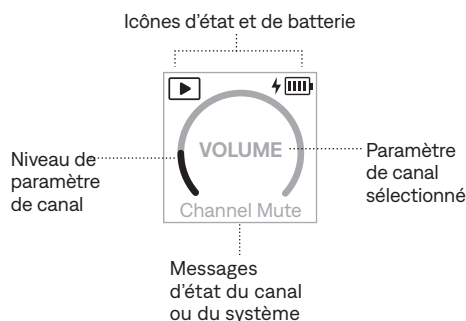 Icônes d'état et de batterie
VOLUME
Channel Mute
Niveau de
paramètre
de canal
Paramètre
de canal
sélectionné
Messages
d'état du canal
ou du système